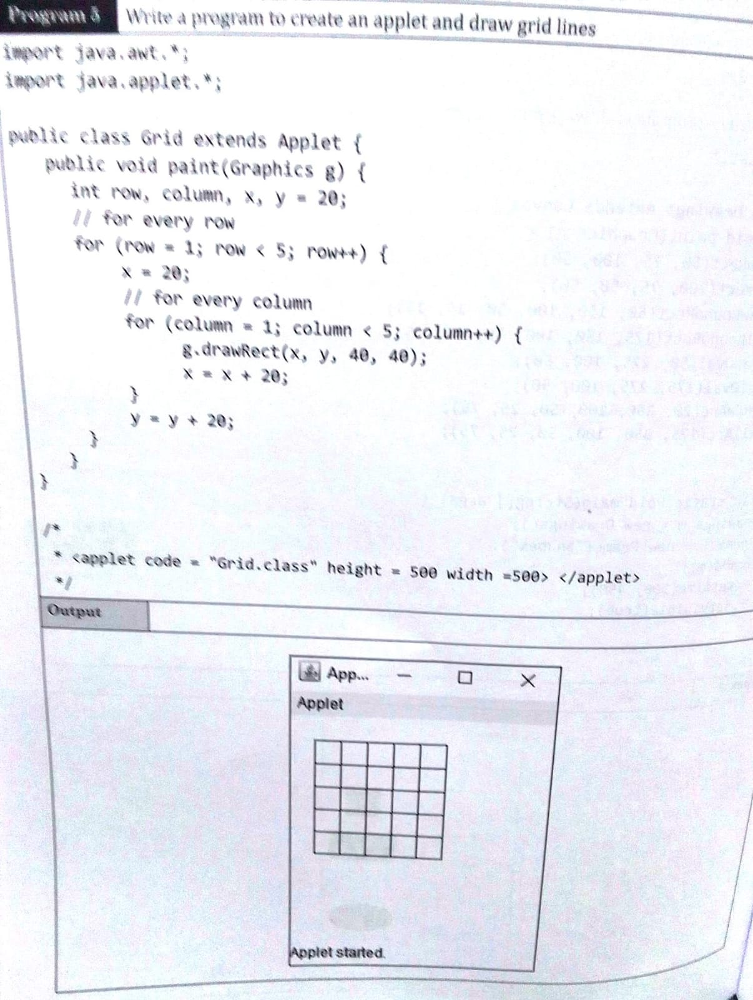 Program 5 Write a program to create an applet and draw grid lines
import java.awt.*;
import java.applet.*;
public class Grid extends Applet {
public void paint(Graphics g) {
int row, column, x, y = 20;
// for every row
for (row = 1; row < 5; row++) {
x = 20;
// for every column
for (column = 1; column < 5; column++) {
g.drawRect(x, y, 40, 40);
x = x + 20;
}
y = y + 20;
}
}
}
/*
* <applet code = "Grid.class" height = 500 width =500> </applet>
*/
Output
App...
Applet
Applet started.